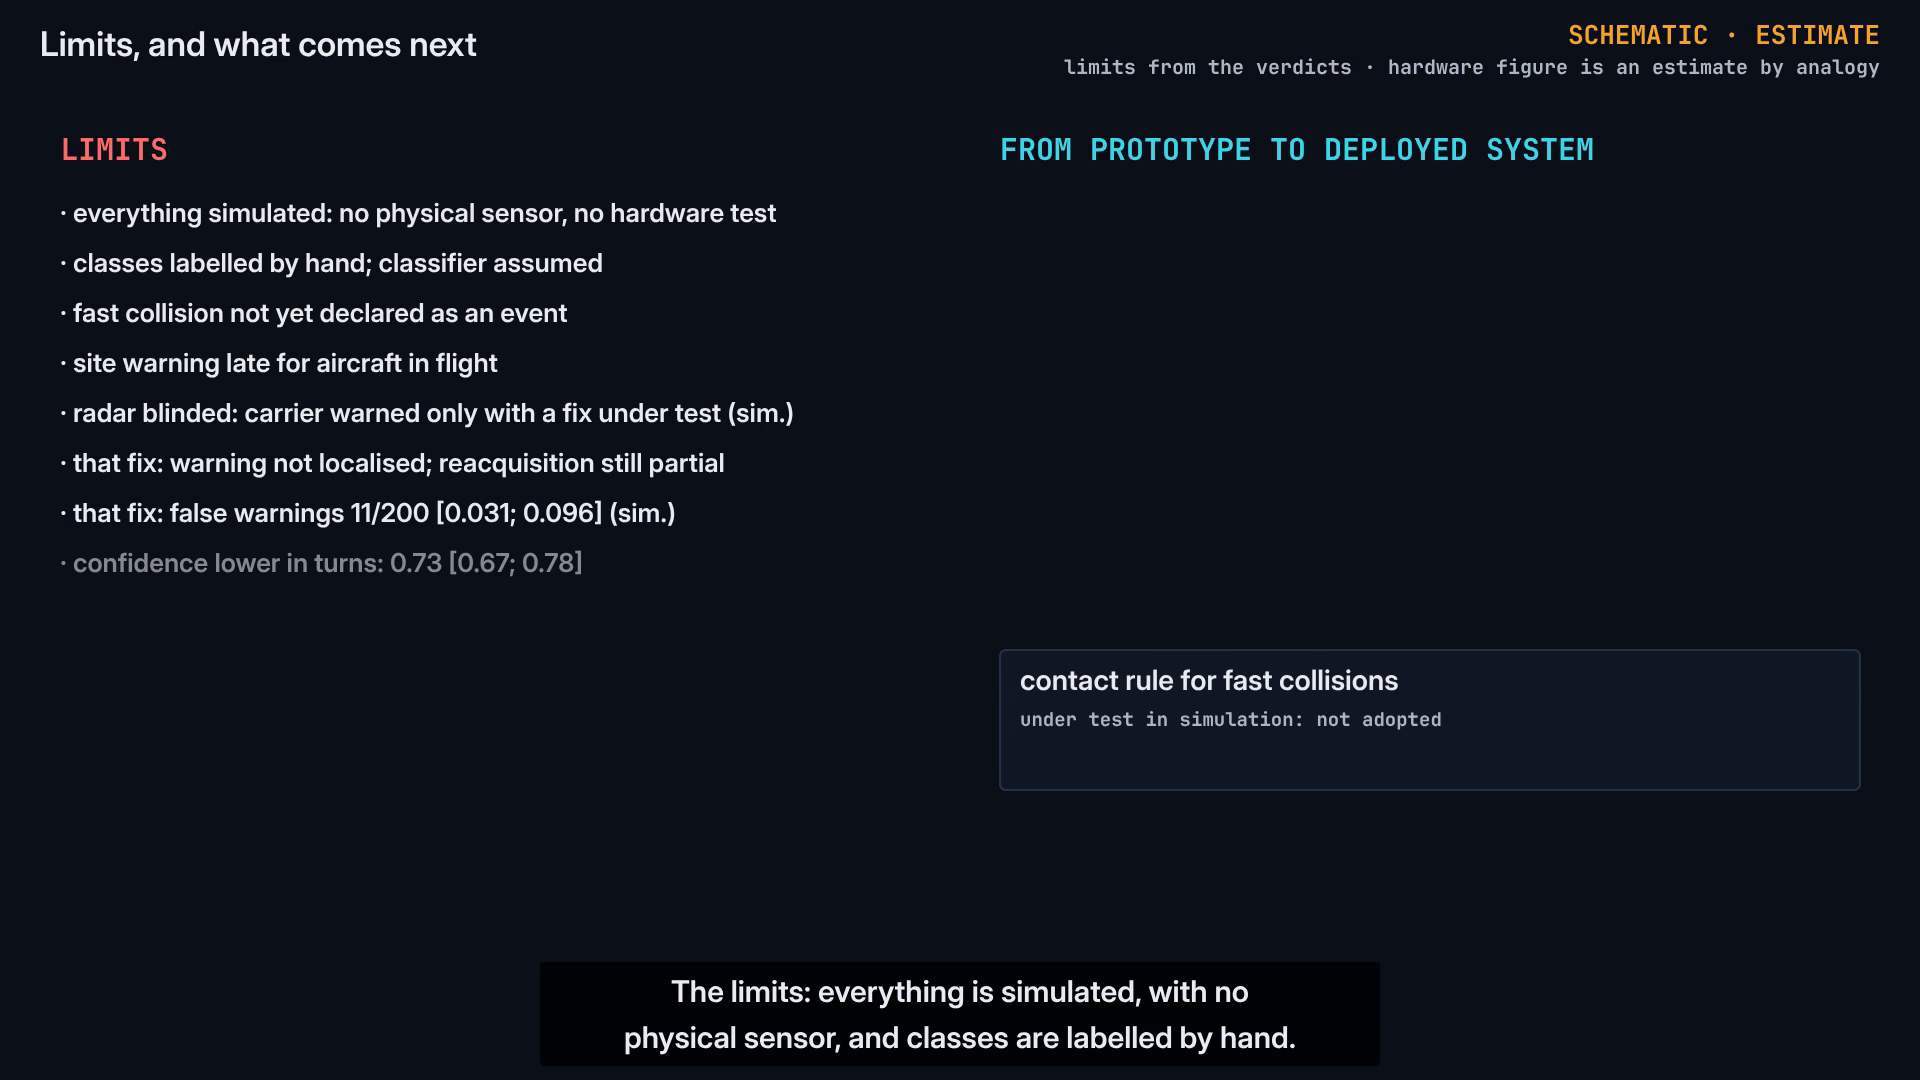 Limits, and what comes next
SCHEMATIC · ESTIMATE
limits from the verdicts · hardware figure is an estimate by analogy
LIMITS
· everything simulated: no physical sensor, no hardware test
· classes labelled by hand; classifier assumed
· fast collision not yet declared as an event
· site warning late for aircraft in flight
· radar blinded: carrier warned only with a fix under test (sim.)
· that fix: warning not localised; reacquisition still partial
· that fix: false warnings 11/200 [0.031; 0.096] (sim.)
· confidence lower in turns: 0.73 [0.67; 0.78]
FROM PROTOTYPE TO DEPLOYED SYSTEM
contact rule for fast collisions
under test in simulation: not adopted
The limits: everything is simulated, with no
physical sensor, and classes are labelled by hand.